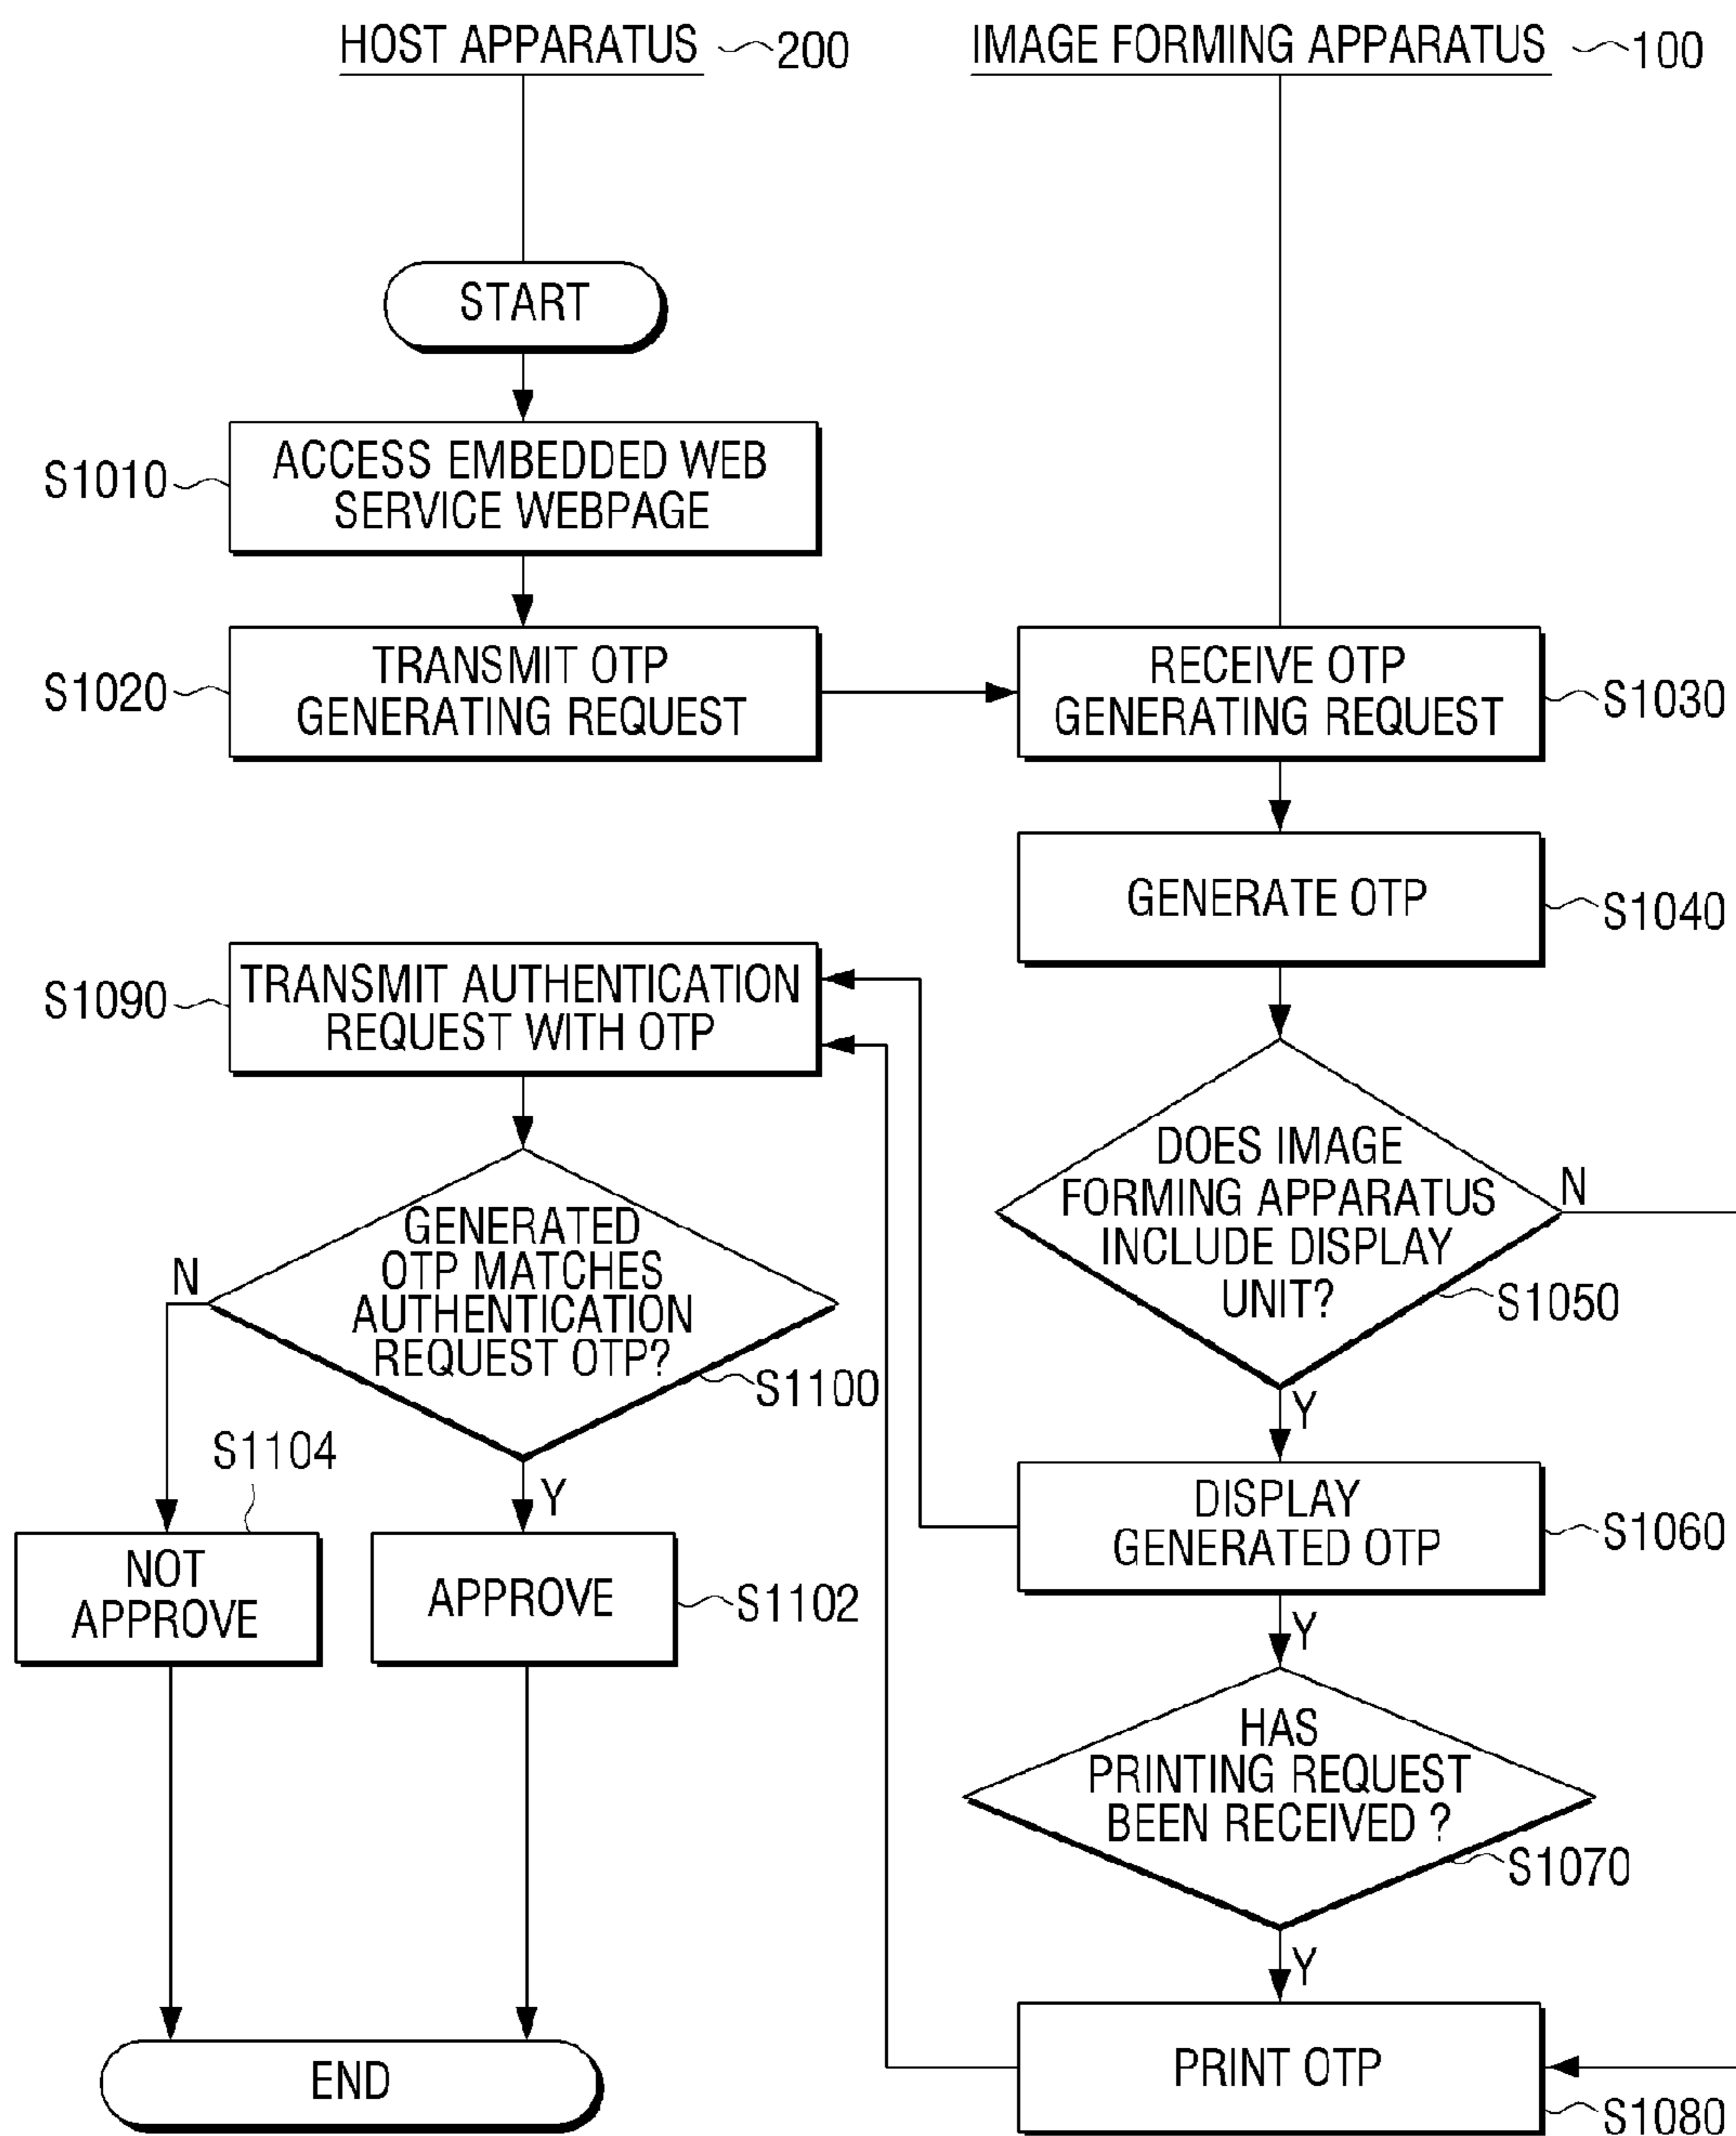 HOST APPARATUS 200
IMAGE FORMING APPARATUS 100
START
S1010
ACCESS EMBEDDED WEB
SERVICE WEBPAGE
S1020
TRANSMIT OTP
GENERATING REQUEST
RECEIVE OTP
GENERATING REQUEST
S1030
GENERATE OTP
S1040
S1090
TRANSMIT AUTHENTICATION
REQUEST WITH OTP
DOES IMAGE
FORMING APPARATUS
INCLUDE DISPLAY
UNIT?
N
S1050
Y
GENERATED
OTP MATCHES
AUTHENTICATION
REQUEST OTP?
N
S1100
Y
S1104
NOT
APPROVE
APPROVE
S1102
DISPLAY
GENERATED OTP
S1060
Y
HAS
PRINTING REQUEST
BEEN RECEIVED ?
S1070
Y
END
PRINT OTP
S1080